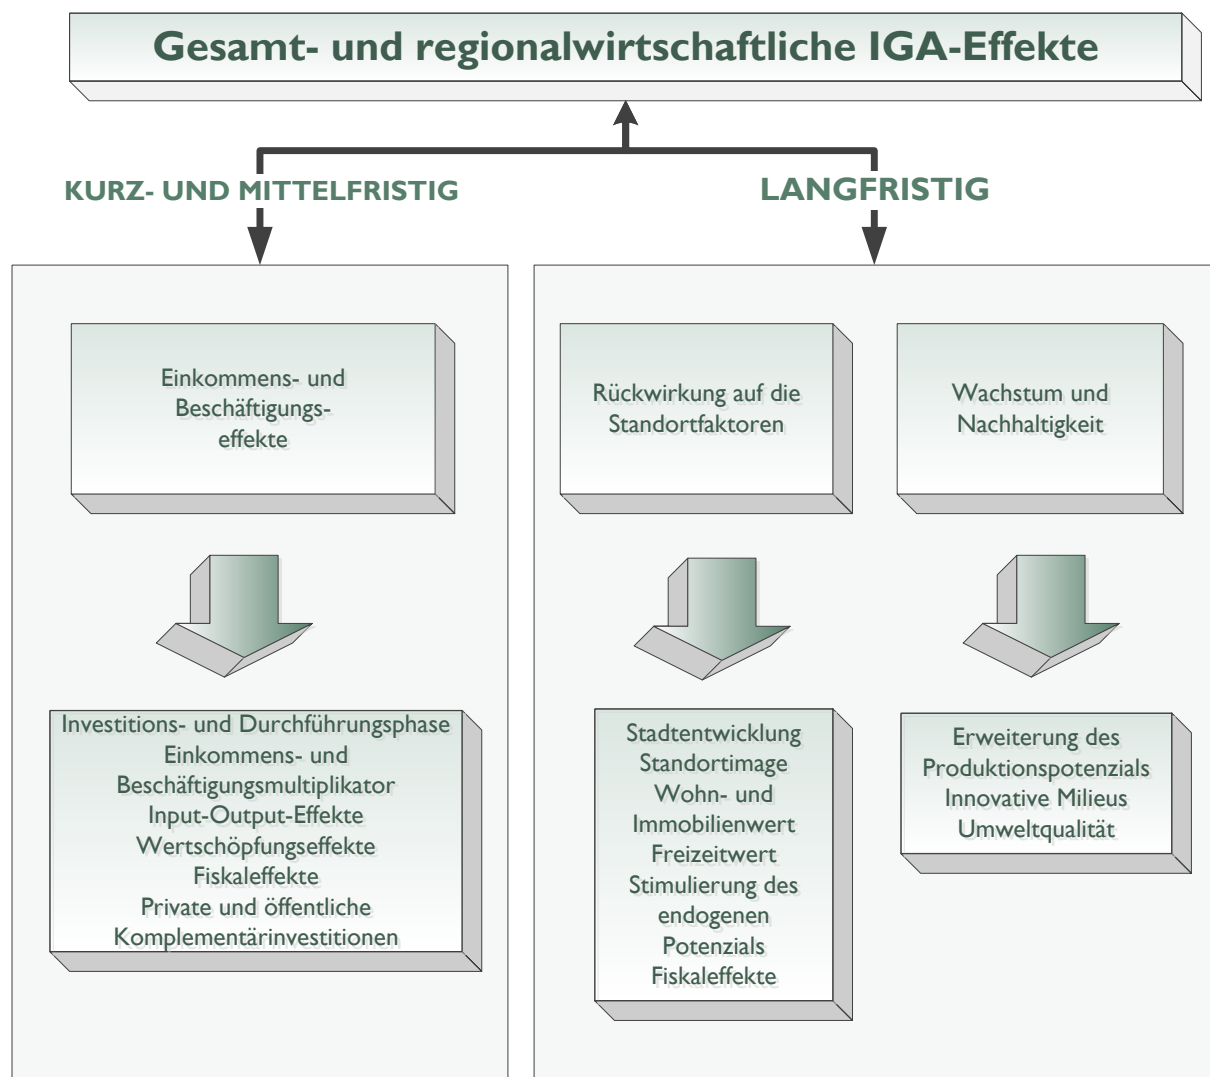 Gesamt- und regionalwirtschaftliche IGA-Effekte
KURZ- UND MITTELFRISTIG
LANGFRISTIG
Einkommens- und
Beschäftigungs-
effekte
Rückwirkung auf die
Standortfaktoren
Wachstum und
Nachhaltigkeit
Investitions- und Durchführungsphase
Einkommens- und
Beschäftigungsmultiplikator
Input-Output-Effekte
Wertschöpfungseffekte
Fiskaleffekte
Private und öffentliche
Komplementärinvestitionen
Stadtentwicklung
Standortimage
Wohn- und
Immobilienwert
Freizeitwert
Stimulierung des
endogenen
Potenzials
Fiskaleffekte
Erweiterung des
Produktionspotenzials
Innovative Milieus
Umweltqualität